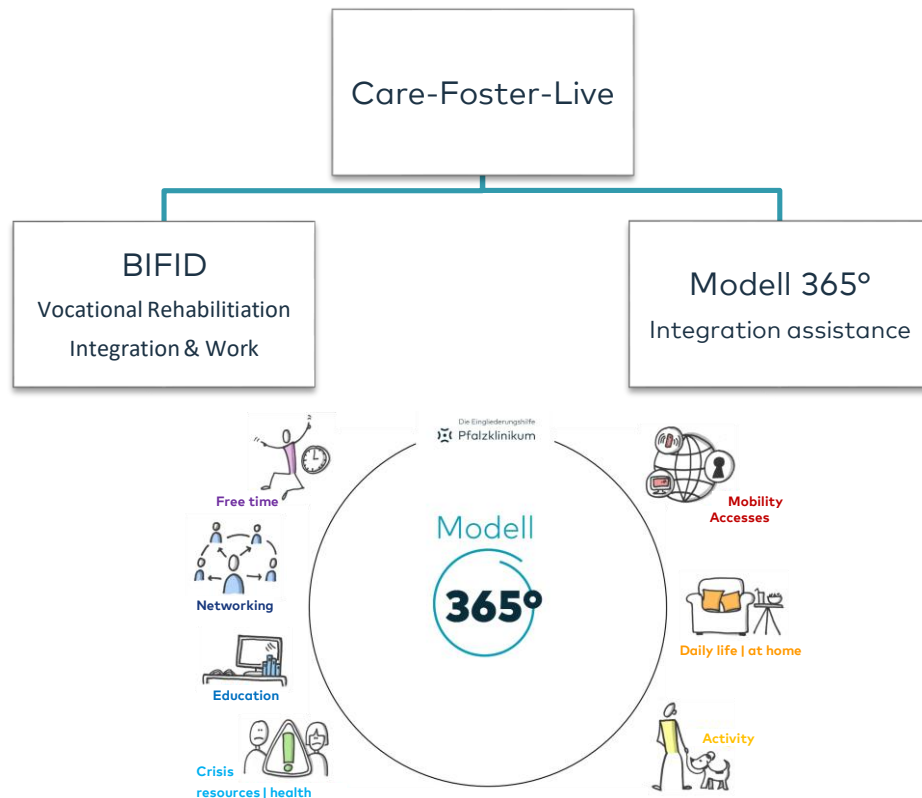 Care-Foster-Live
BIFID
Vocational Rehabilitiation
Integration & Work
Modell 365°
Integration assistance
Die Eingliederungshilfe
Pfalzklinikum
Free time
Mobility
Accesses
Modell
365°
Networking
Daily life | at home
Education
Activity
Crisis
resources | health